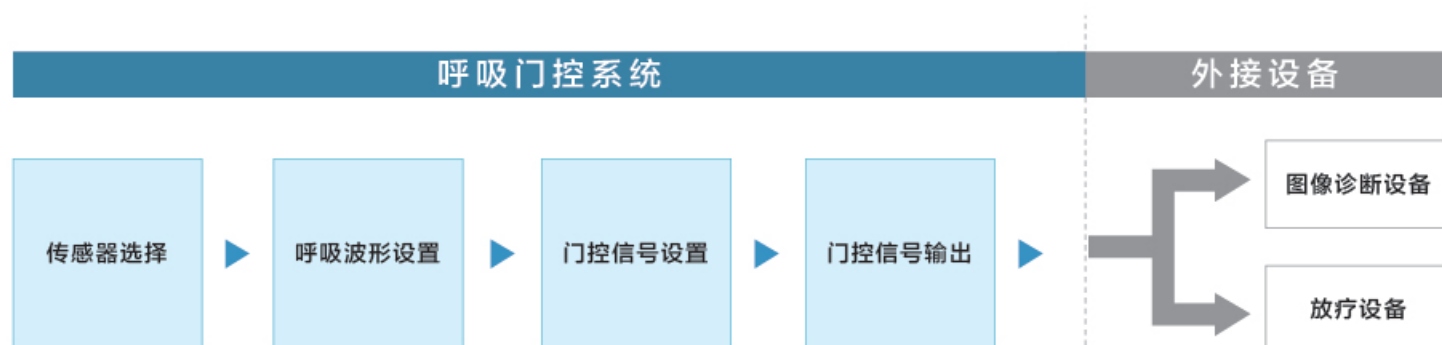 呼吸门控系统
外接设备
传感器选择
呼吸波形设置
门控信号设置
门控信号输出
图像诊断设备
放疗设备